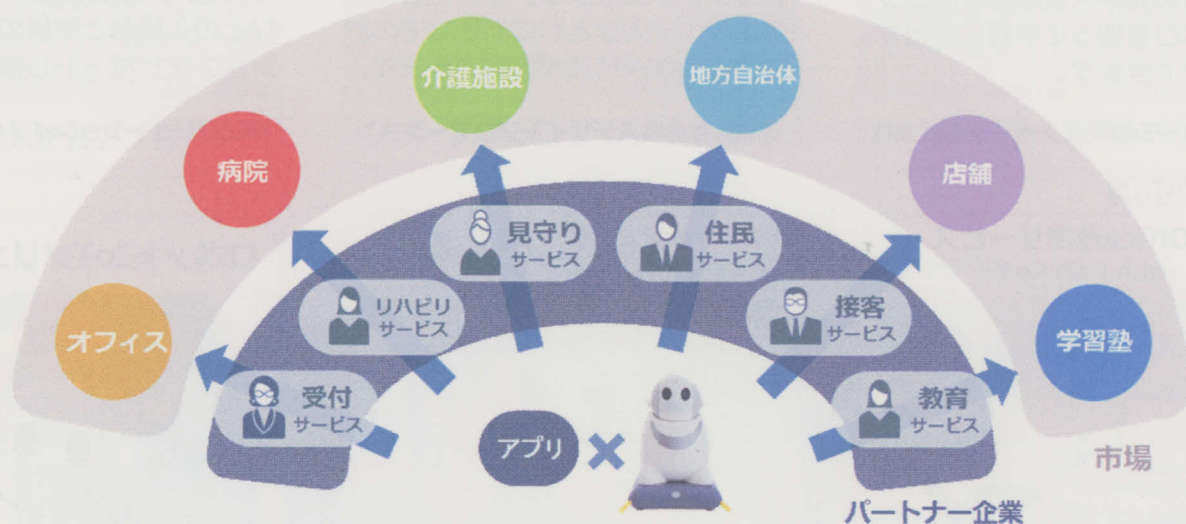 介護施設
地方自治体
病院
店舗
見守り
サービス
住民
サービス
リハビリ
サービス
接客
サービス
オフィス
学習塾
受付
サービス
教育
サービス
アプリ
市場
パートナー企業